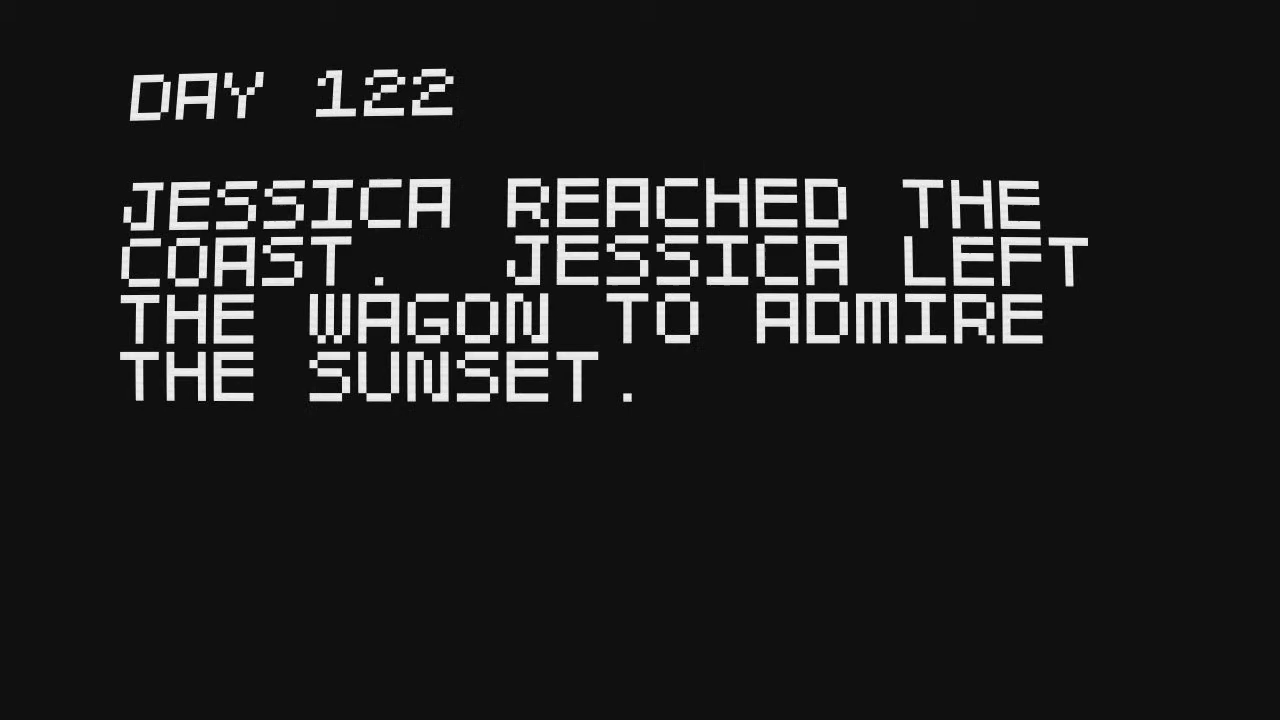 DAY 122
JESSICA REACHED THE
COAST.  JESSICA LEFT
THE WAGON TO ADMIRE
THE SUNSET.